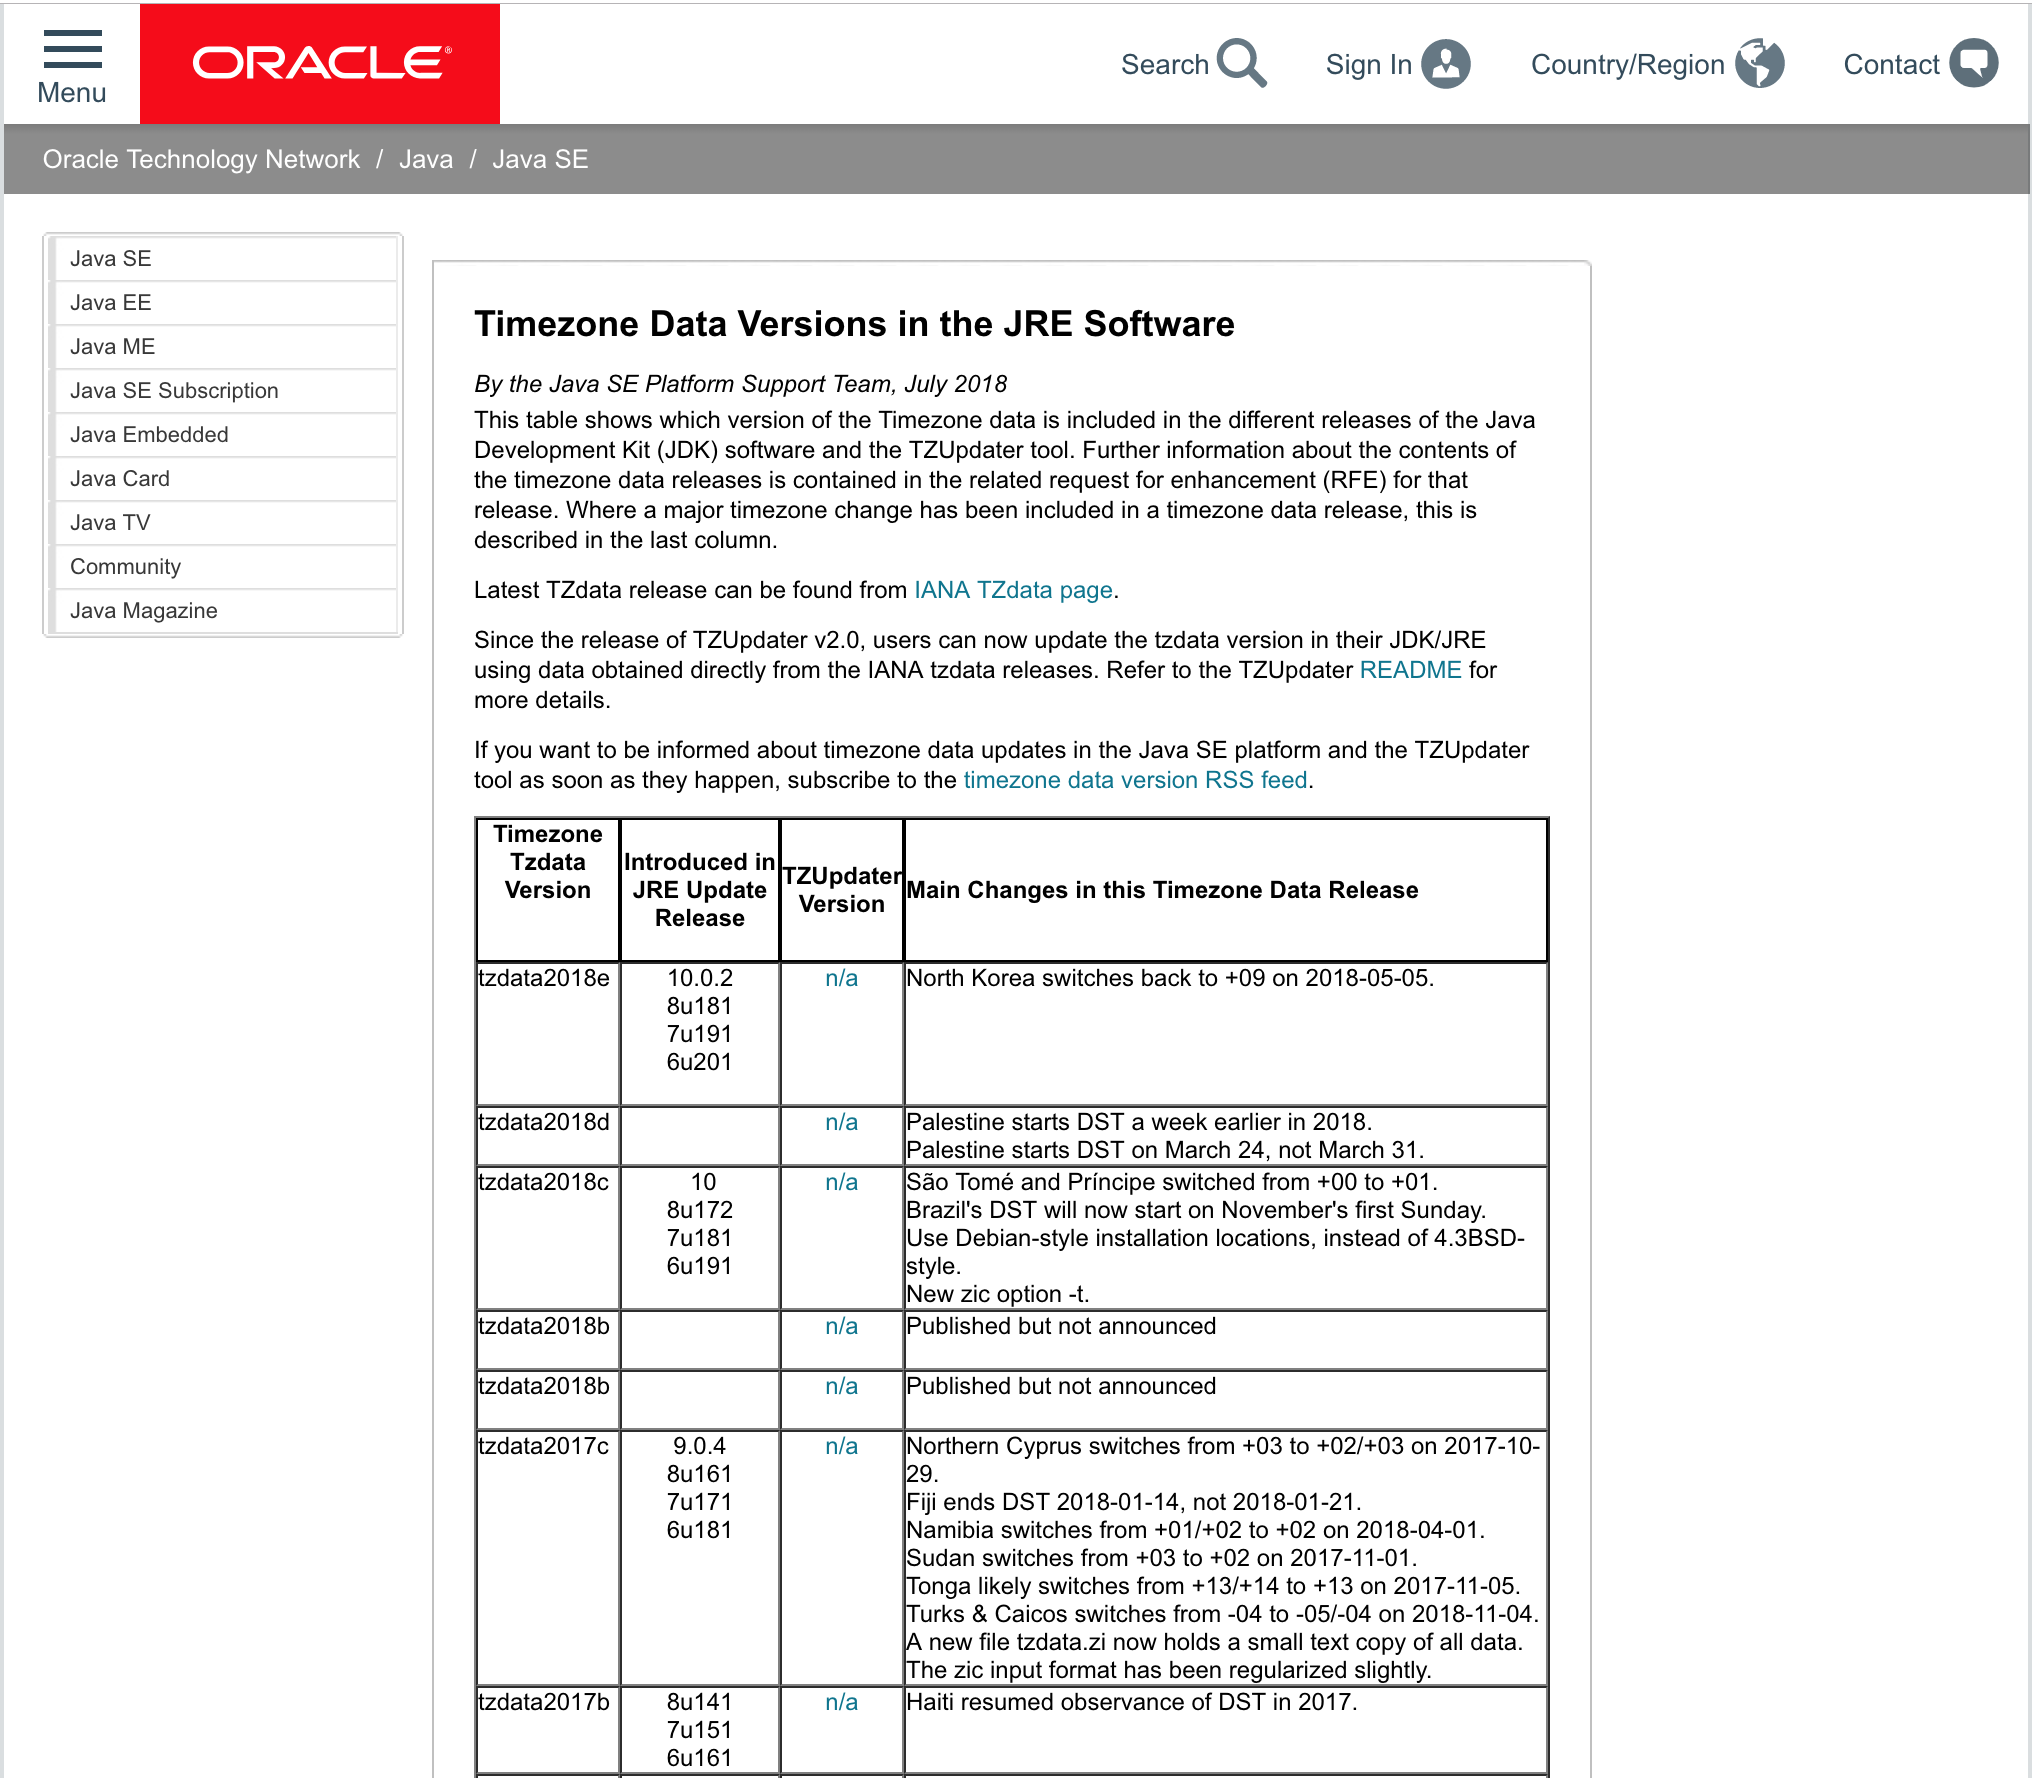 Menu
ORACLE®
Search
Sign In
Country/Region
Contact
Oracle Technology Network / Java / Java SE
Java SE
Java EE
Java ME
Java SE Subscription
Java Embedded
Java Card
Java TV
Community
Java Magazine
Timezone Data Versions in the JRE Software
By the Java SE Platform Support Team, July 2018
This table shows which version of the Timezone data is included in the different releases of the Java
Development Kit (JDK) software and the TZUpdater tool. Further information about the contents of
the timezone data releases is contained in the related request for enhancement (RFE) for that
release. Where a major timezone change has been included in a timezone data release, this is
described in the last column.
Latest TZdata release can be found from IANA TZdata page.
Since the release of TZUpdater v2.0, users can now update the tzdata version in their JDK/JRE
using data obtained directly from the IANA tzdata releases. Refer to the TZUpdater README for
more details.
If you want to be informed about timezone data updates in the Java SE platform and the TZUpdater
tool as soon as they happen, subscribe to the timezone data version RSS feed.
Timezone
Tzdata
Version
Introduced in
JRE Update
Release
TZUpdater
Version
Main Changes in this Timezone Data Release
tzdata2018e
10.0.2
8u181
7u191
6u201
n/a
North Korea switches back to +09 on 2018-05-05.
tzdata2018d
n/a
Palestine starts DST a week earlier in 2018.
Palestine starts DST on March 24, not March 31.
tzdata2018c
10
8u172
7u181
6u191
n/a
São Tomé and Príncipe switched from +00 to +01.
Brazil's DST will now start on November's first Sunday.
Use Debian-style installation locations, instead of 4.3BSD-
style.
New zic option -t.
tzdata2018b
n/a
Published but not announced
tzdata2018b
n/a
Published but not announced
tzdata2017c
9.0.4
8u161
7u171
6u181
n/a
Northern Cyprus switches from +03 to +02/+03 on 2017-10-
29.
Fiji ends DST 2018-01-14, not 2018-01-21.
Namibia switches from +01/+02 to +02 on 2018-04-01.
Sudan switches from +03 to +02 on 2017-11-01.
Tonga likely switches from +13/+14 to +13 on 2017-11-05.
Turks & Caicos switches from -04 to -05/-04 on 2018-11-04.
A new file tzdata.zi now holds a small text copy of all data.
The zic input format has been regularized slightly.
tzdata2017b
8u141
7u151
6u161
n/a
Haiti resumed observance of DST in 2017.